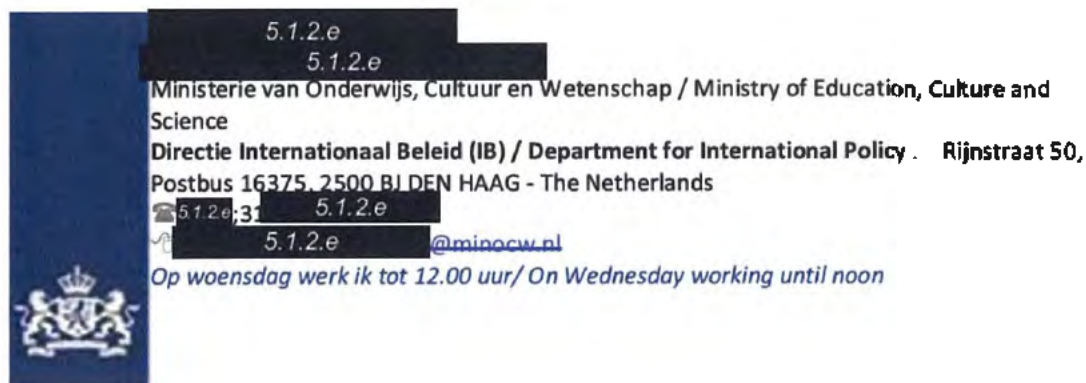 5.1.2.e
5.1.2.e
Ministerie van Onderwijs, Cultuur en Wetenschap / Ministry of Education, Culture and
Science
Directie Internationaal Beleid (IB) / Department for International Policy . Rijnstraat 50,
Postbus 16375, 2500 BJ DEN HAAG - The Netherlands
5.1.2.e;31 5.1.2.e
5.1.2.e @minocw.nl
Op woensdag werk ik tot 12.00 uur/ On Wednesday working until noon